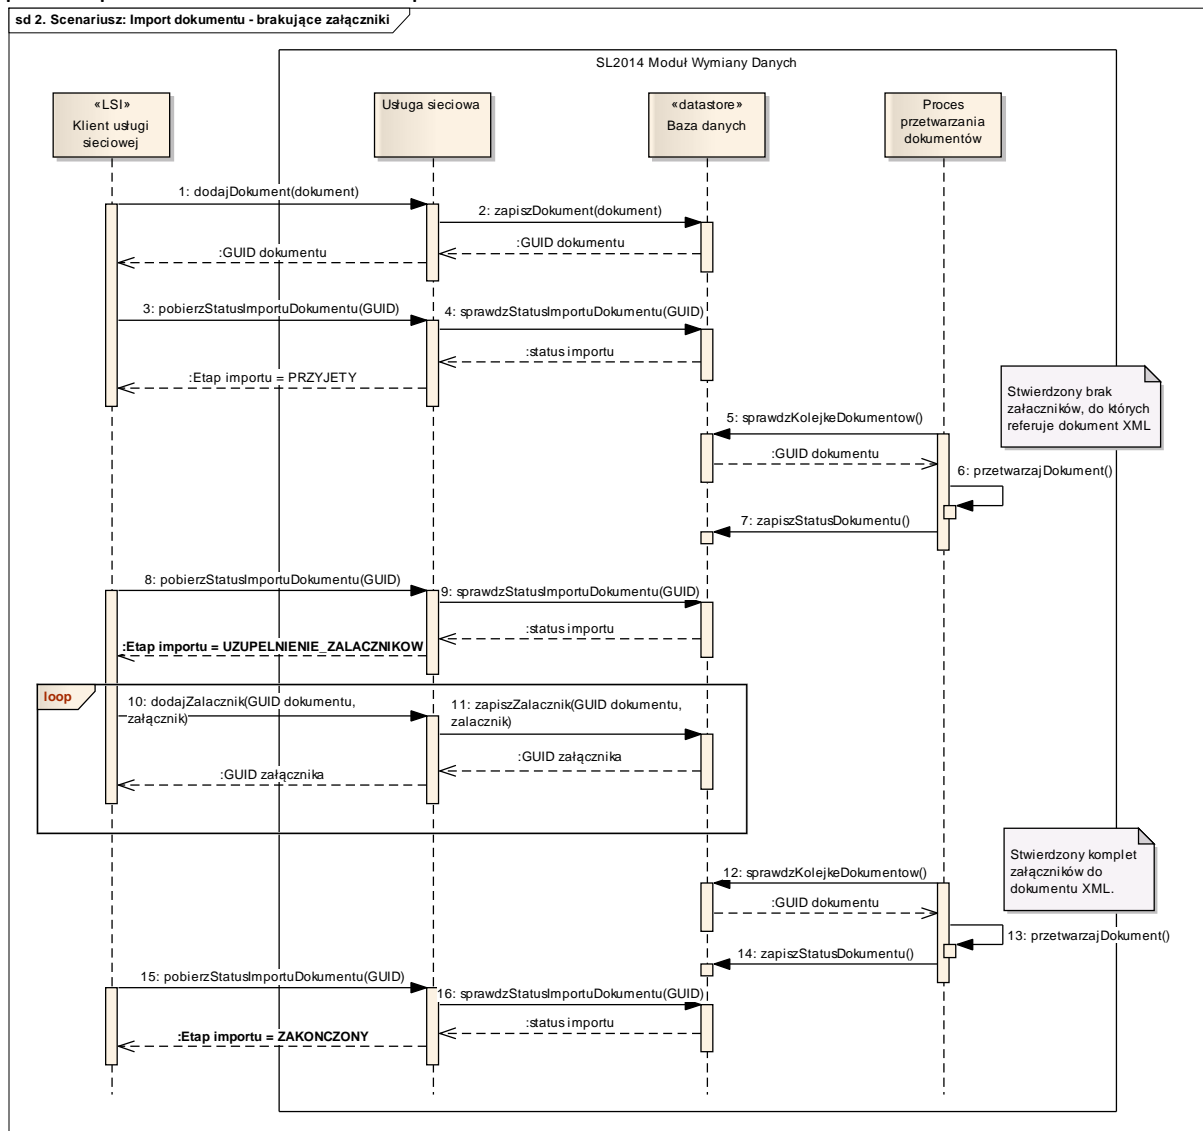 sd 2. Scenariusz: Import dokumentu - brakujące załączniki
SL2014 Moduł Wymiany Danych
«LSI»
Klient usługi
sieciowej
Usługa sieciowa
«datastore»
Baza danych
Proces
przetwarzania
dokumentów
1: dodajDokument(dokument)
2: zapiszDokument(dokument)
:GUID dokumentu
:GUID dokumentu
3: pobierzStatusImportuDokumentu(GUID)
4: sprawdzStatusImportuDokumentu(GUID)
:status importu
:Etap importu = PRZYJETY
Stwierdzony brak
załaczników, do których
referuje dokument XML
5: sprawdzKolejkeDokumentow()
:GUID dokumentu
6: przetwarzajDokument()
7: zapiszStatusDokumentu()
8: pobierzStatusImportuDokumentu(GUID)
9: sprawdzStatusImportuDokumentu(GUID)
:status importu
:Etap importu = UZUPELNIENIE_ZALACZNIKOW
loop
10: dodajZalacznik(GUID dokumentu,
załącznik)
11: zapiszZalacznik(GUID dokumentu,
zalacznik)
:GUID załącznika
:GUID załącznika
Stwierdzony komplet
załączników do
dokumentu XML.
12: sprawdzKolejkeDokumentow()
:GUID dokumentu
13: przetwarzajDokument()
14: zapiszStatusDokumentu()
15: pobierzStatusImportuDokumentu(GUID)
16: sprawdzStatusImportuDokumentu(GUID)
:status importu
:Etap importu = ZAKONCZONY